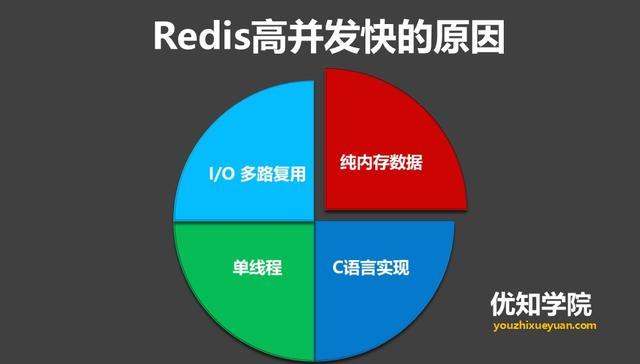 Redis高并发快的原因
I/O 多路复用
纯内存数据
单线程
C语言实现
优知学院
youzhixueyuan.com